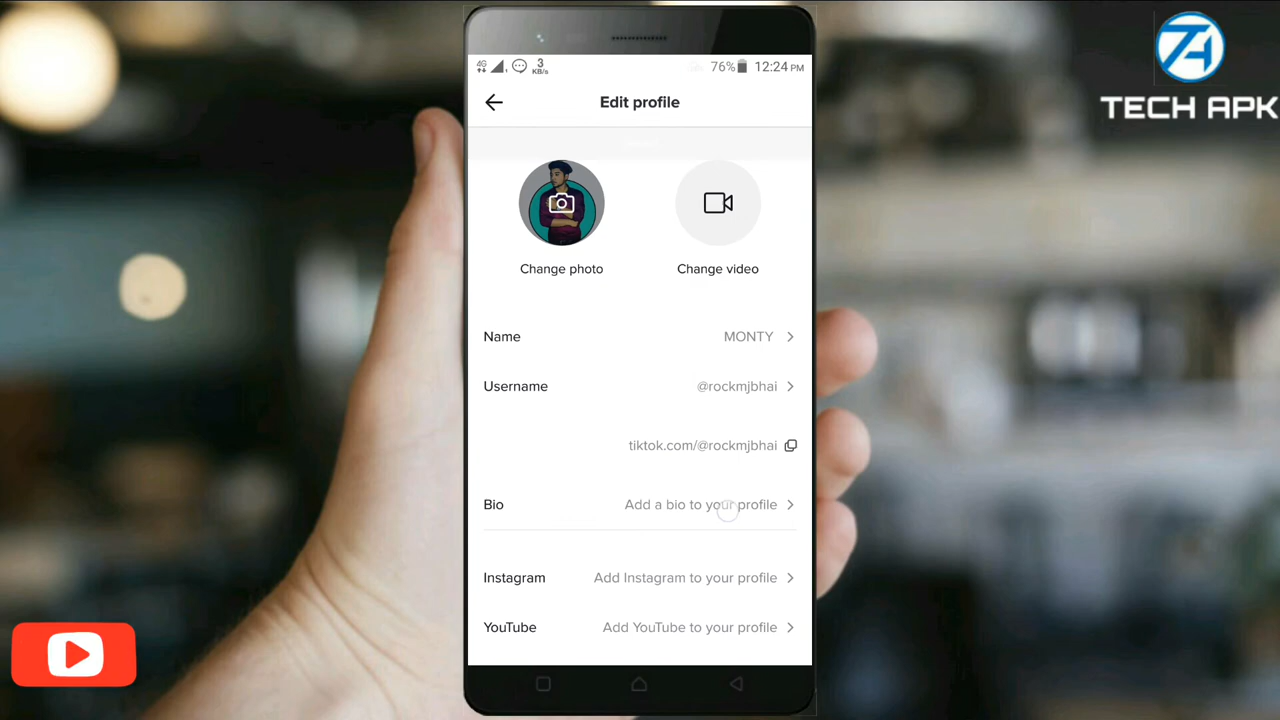 4G 3 KB/s 76% 12:24 PM
TECH APK
Edit profile
Change photo Change video
Name MONTY
Username @rockmjbhai
tiktok.com/@rockmjbhai
Bio Add a bio to your profile
Instagram Add Instagram to your profile
YouTube Add YouTube to your profile